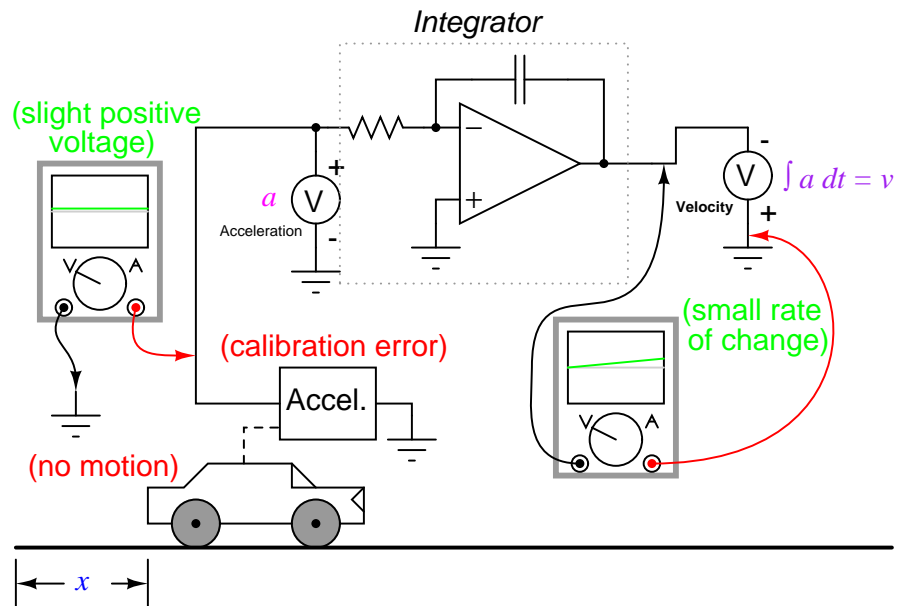 Integrator
(slight positive
voltage)
V A
a
Acceleration
+
V
-
−
+
-
V
+
Velocity
∫ a dt = v
(small rate
of change)
V A
(calibration error)
Accel.
(no motion)
x